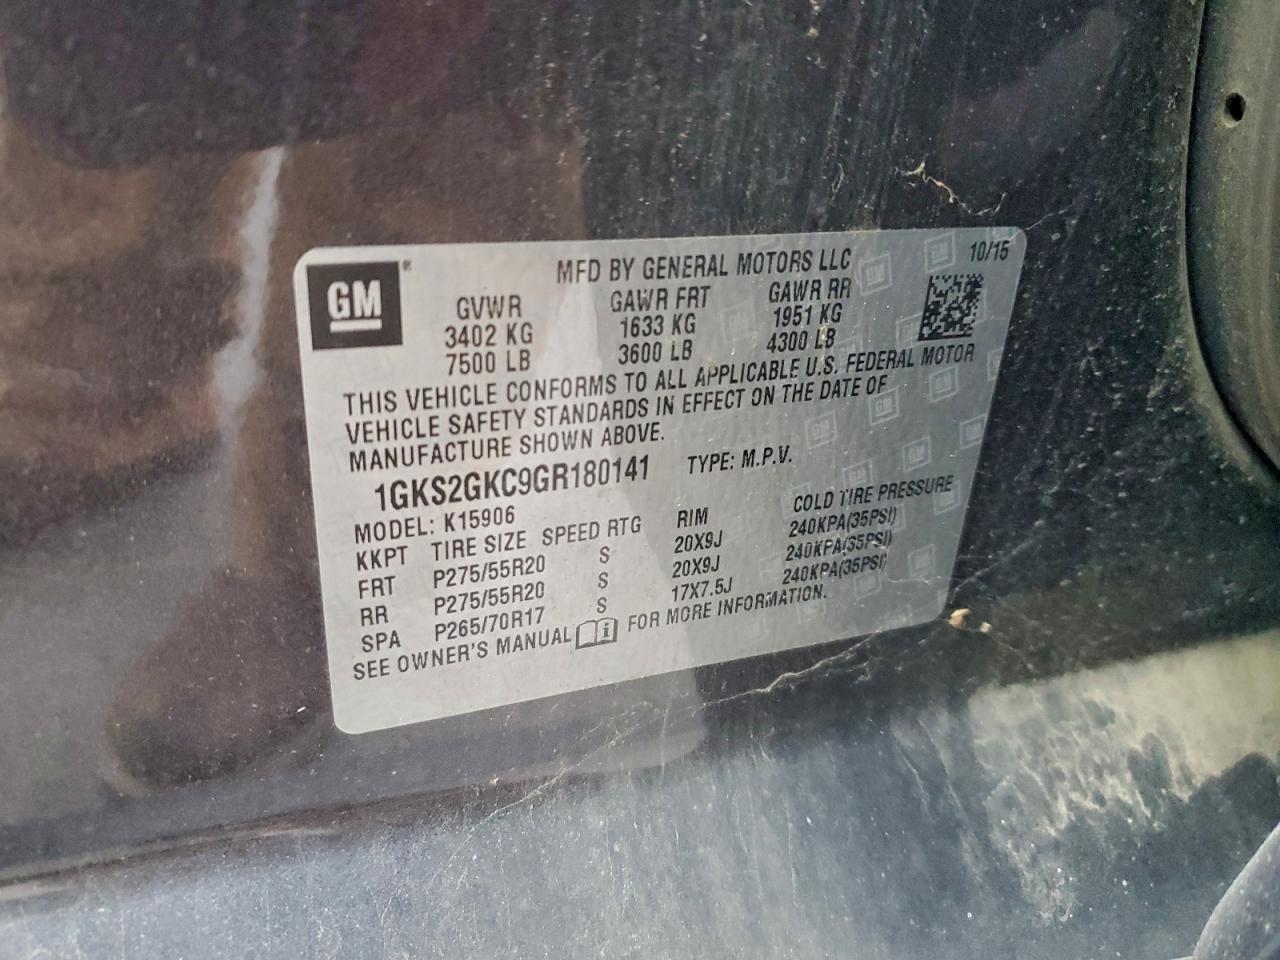 GM®
MFD BY GENERAL MOTORS LLC 10/15
GVWR GAWR FRT GAWR RR
3402 KG 1633 KG 1951 KG
7500 LB 3600 LB 4300 LB
THIS VEHICLE CONFORMS TO ALL APPLICABLE U.S. FEDERAL MOTOR
VEHICLE SAFETY STANDARDS IN EFFECT ON THE DATE OF
MANUFACTURE SHOWN ABOVE.
1GKS2GKC9GR180141 TYPE: M.P.V.
MODEL: K15906
KKPT TIRE SIZE SPEED RTG RIM COLD TIRE PRESSURE
FRT P275/55R20 S 20X9J 240KPA(35PSI)
RR P275/55R20 S 20X9J 240KPA(35PSI)
SPA P265/70R17 S 17X7.5J 240KPA(35PSI)
SEE OWNER'S MANUAL i FOR MORE INFORMATION.